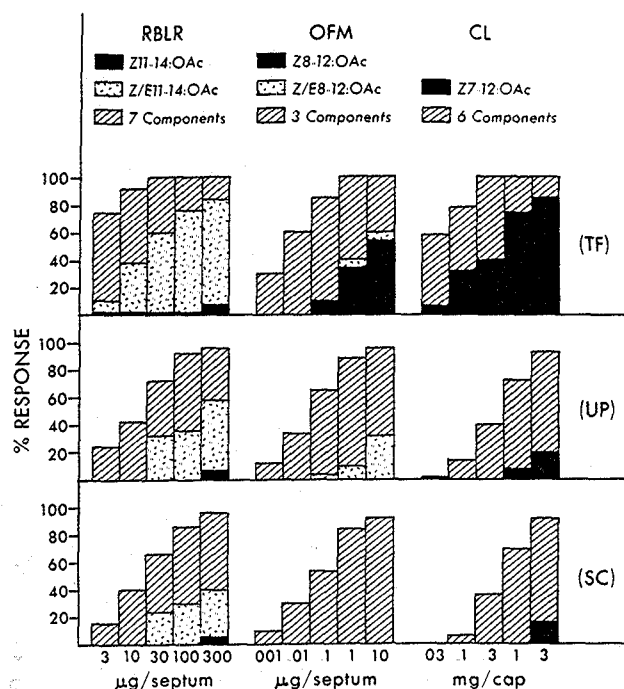 RBLR OFM CL
Z11-14:OAc Z8-12:OAc
Z/E11-14:OAc Z/E8-12:OAc Z7-12:OAc
7 Components 3 Components 6 Components
100
80
60
40
20
(TF)
% RESPONSE
100
80
60
40
20
(UP)
100
80
60
40
20
(SC)
3 10 30 100 300 .001 .01 .1 1 10 .03 .1 .3 1 3
µg/septum µg/septum mg/cap